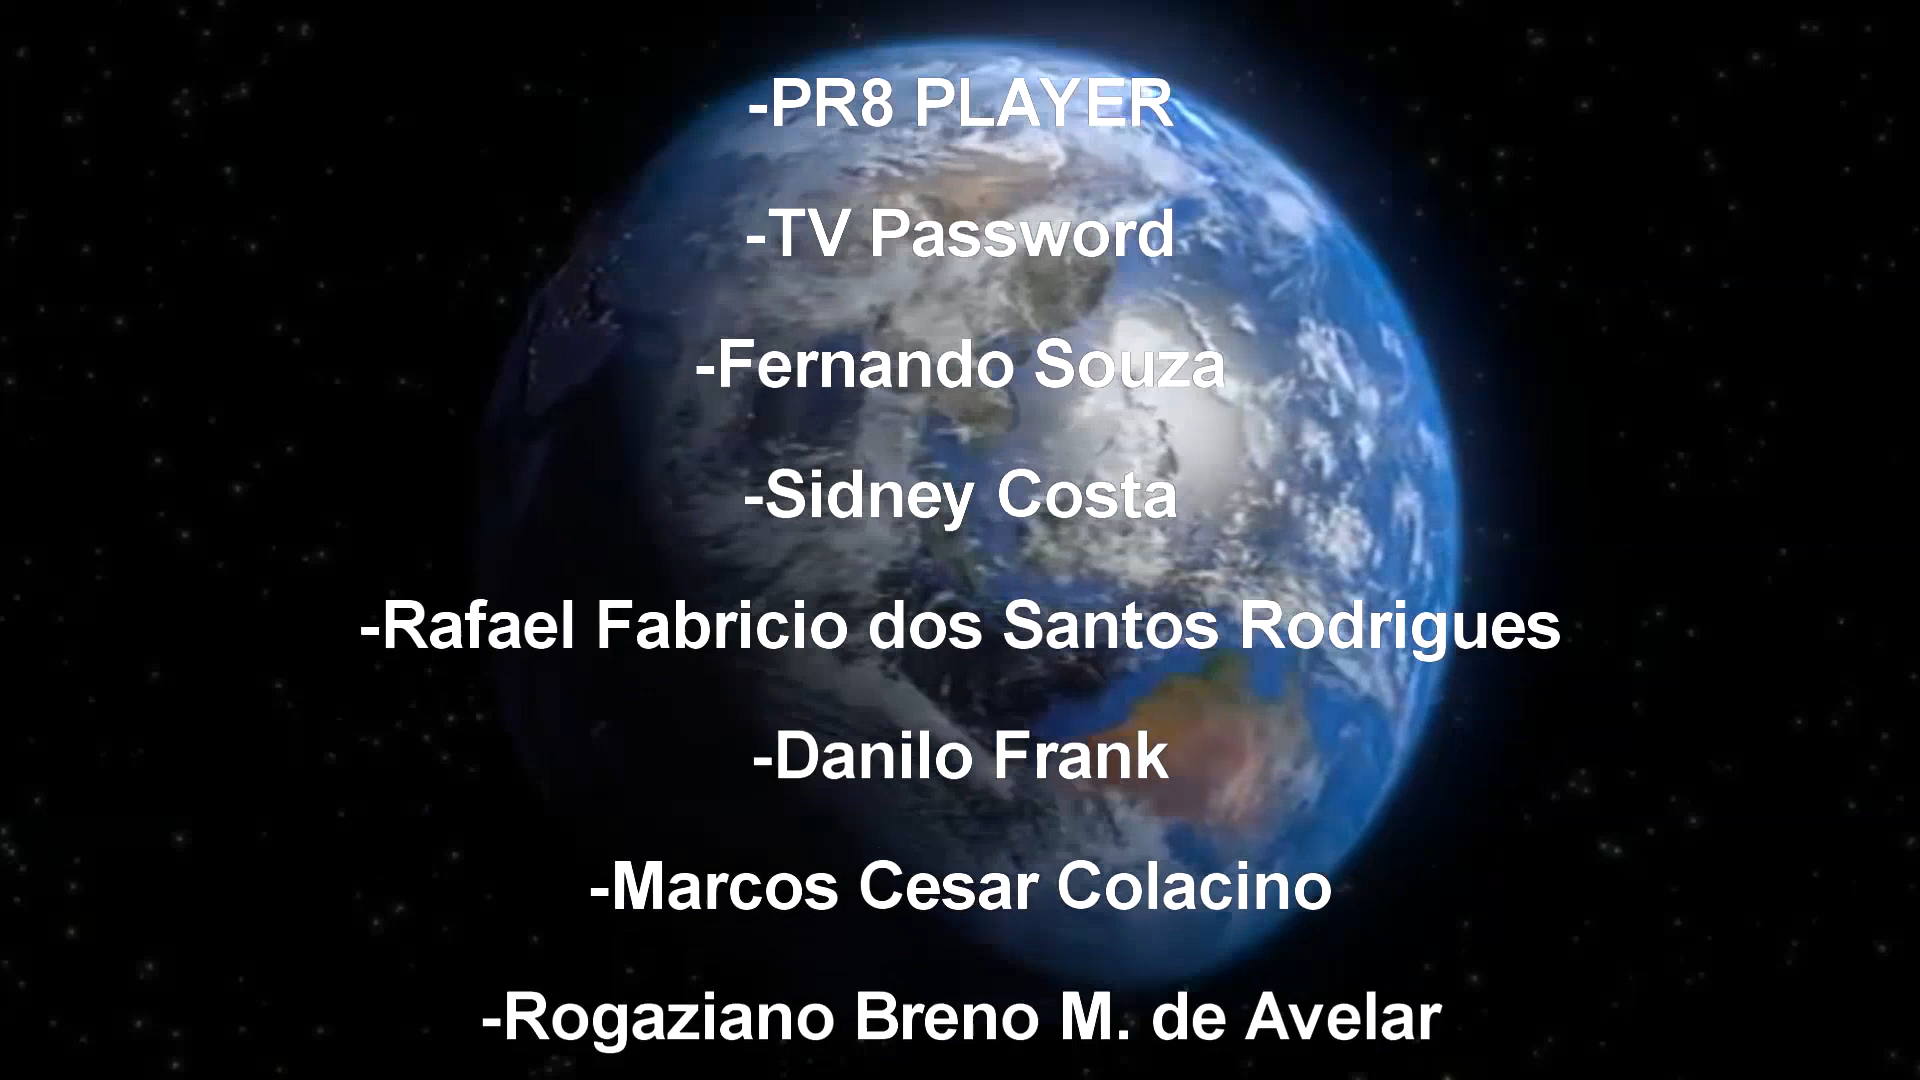 -PR8 PLAYER
-TV Password
-Fernando Souza
-Sidney Costa
-Rafael Fabricio dos Santos Rodrigues
-Danilo Frank
-Marcos Cesar Colacino
-Rogaziano Breno M. de Avelar